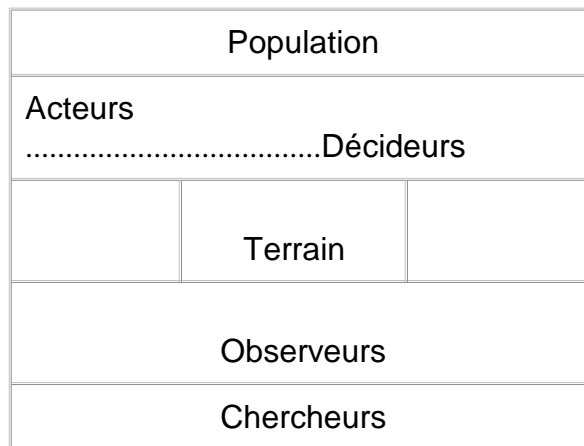 Population
Acteurs
.....................................Décideurs
Terrain
Observeurs
Chercheurs